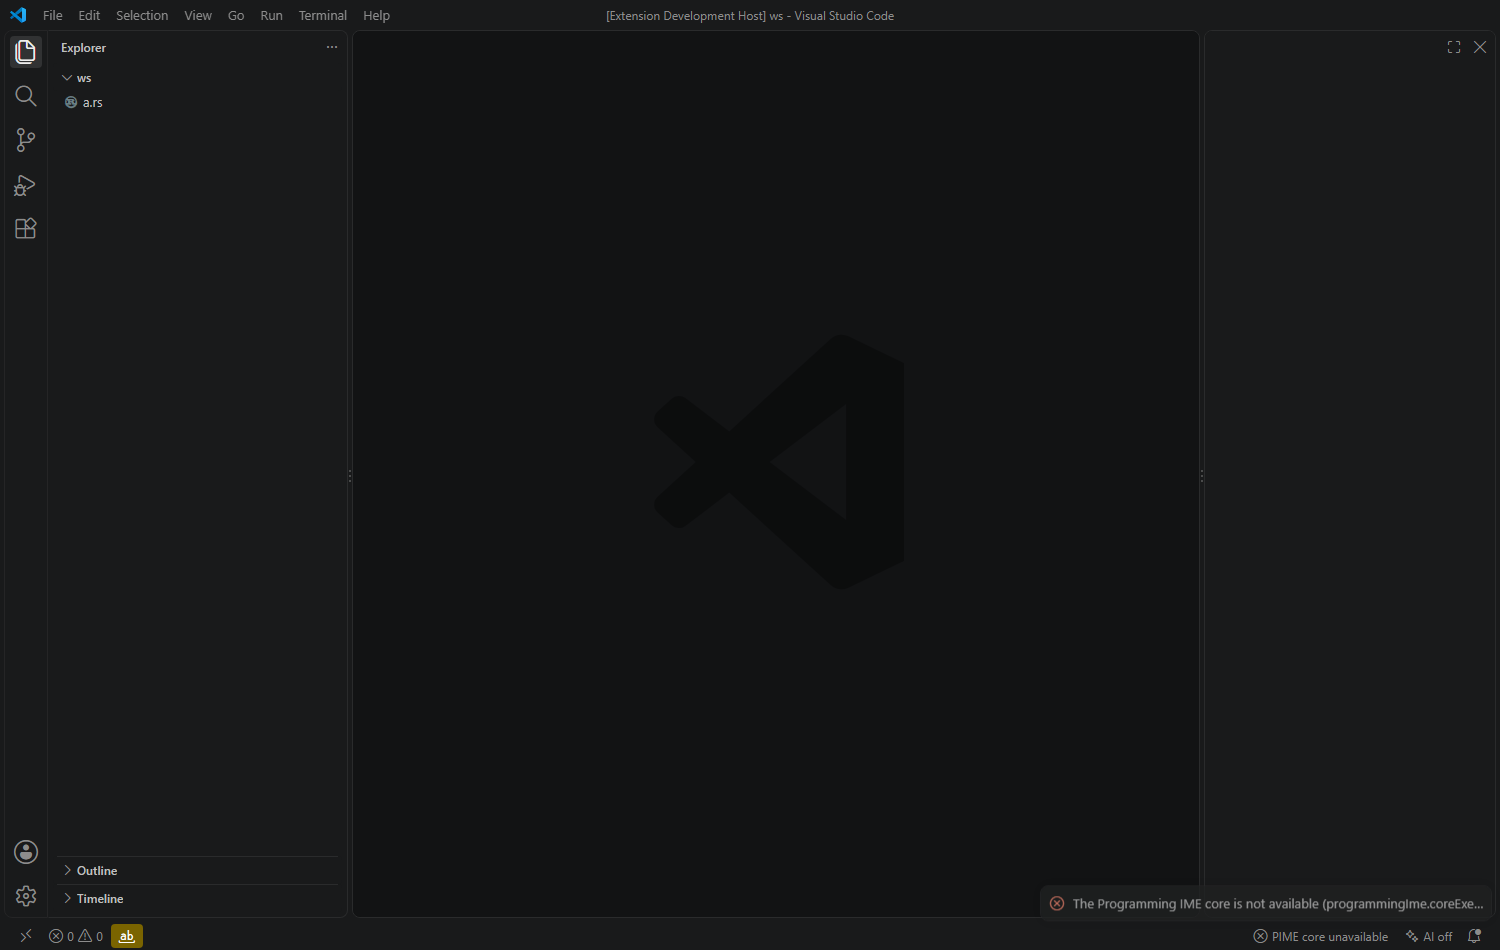 File Edit Selection View Go Run Terminal Help
[Extension Development Host] ws - Visual Studio Code
Explorer
ws
a.rs
Outline
Timeline
The Programming IME core is not available (programmingIme.coreExe...
0 0 ab
PIME core unavailable AI off